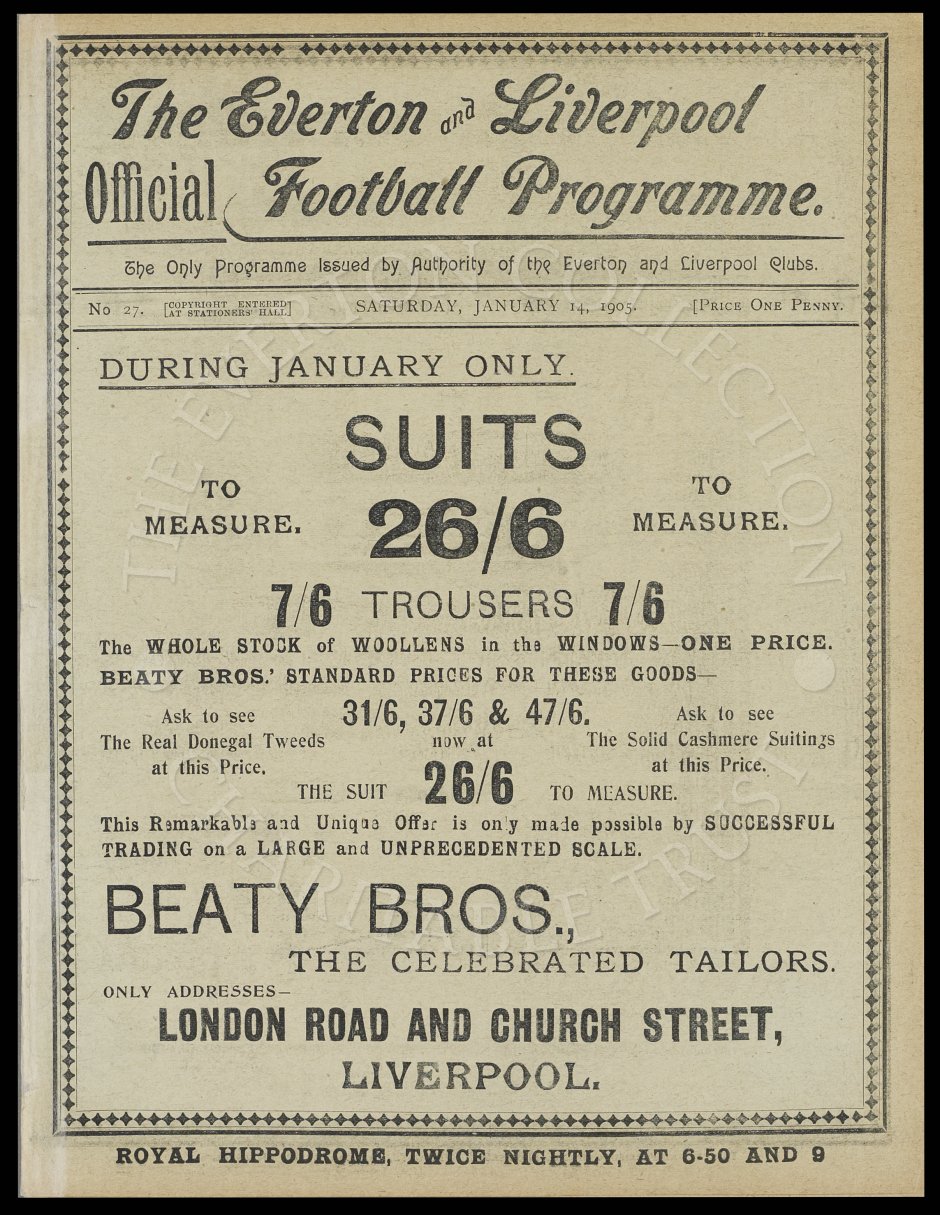 The Everton and Liverpool
Official Football Programme.
The Only Programme Issued by Authority of the Everton and Liverpool Clubs.
No 27. [COPYRIGHT ENTERED AT STATIONERS' HALL] SATURDAY, JANUARY 14, 1905. [PRICE ONE PENNY.
DURING JANUARY ONLY.
SUITS
TO MEASURE. 26/6 TO MEASURE.
7/6 TROUSERS 7/6
The WHOLE STOCK of WOOLLENS in the WINDOWS—ONE PRICE.
BEATY BROS.' STANDARD PRICES FOR THESE GOODS—
Ask to see 31/6, 37/6 & 47/6. Ask to see
The Real Donegal Tweeds now at The Solid Cashmere Suitings
at this Price. at this Price.
THE SUIT 26/6 TO MEASURE.
This Remarkable and Unique Offer is only made possible by SUCCESSFUL
TRADING on a LARGE and UNPRECEDENTED SCALE.
BEATY BROS.,
THE CELEBRATED TAILORS.
ONLY ADDRESSES—
LONDON ROAD AND CHURCH STREET,
LIVERPOOL.
ROYAL HIPPODROME, TWICE NIGHTLY, AT 6-50 AND 9
THE EVERTON COLLECTION
CHARITABLE TRUST